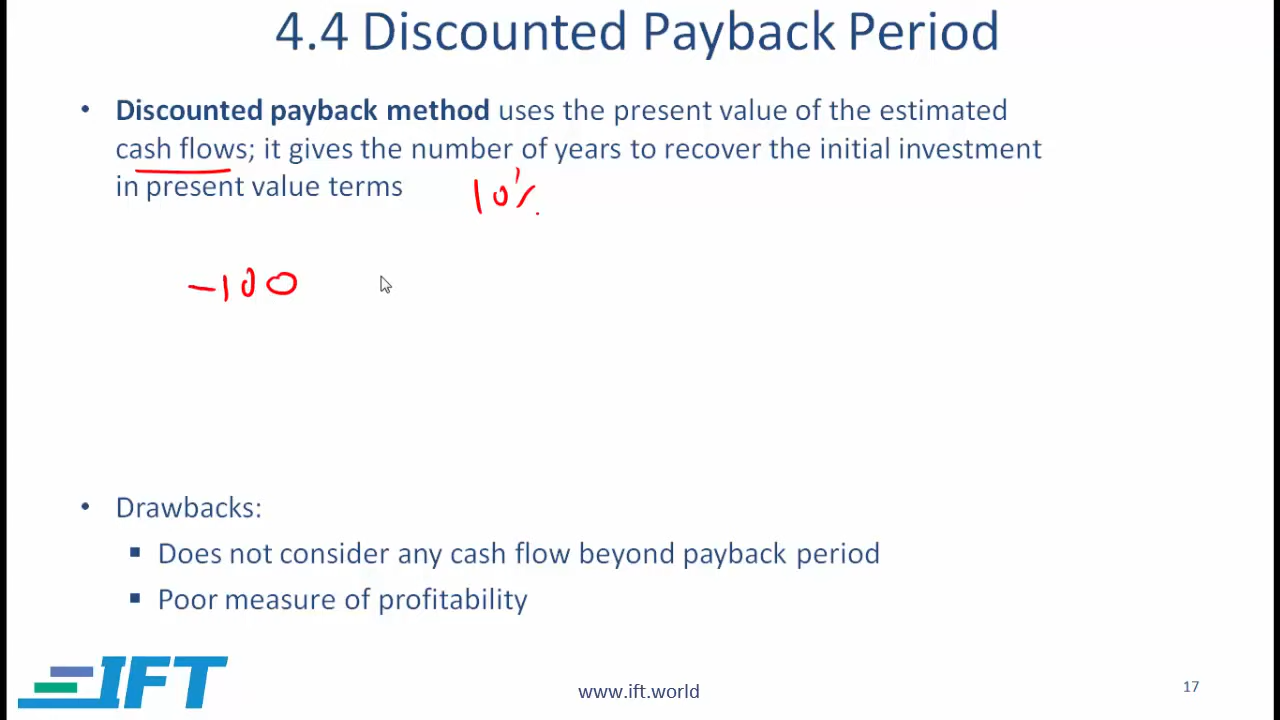 4.4 Discounted Payback Period
• Discounted payback method uses the present value of the estimated
cash flows; it gives the number of years to recover the initial investment
in present value terms
10%
-100
• Drawbacks:
▪ Does not consider any cash flow beyond payback period
▪ Poor measure of profitability
IFT
www.ift.world
17